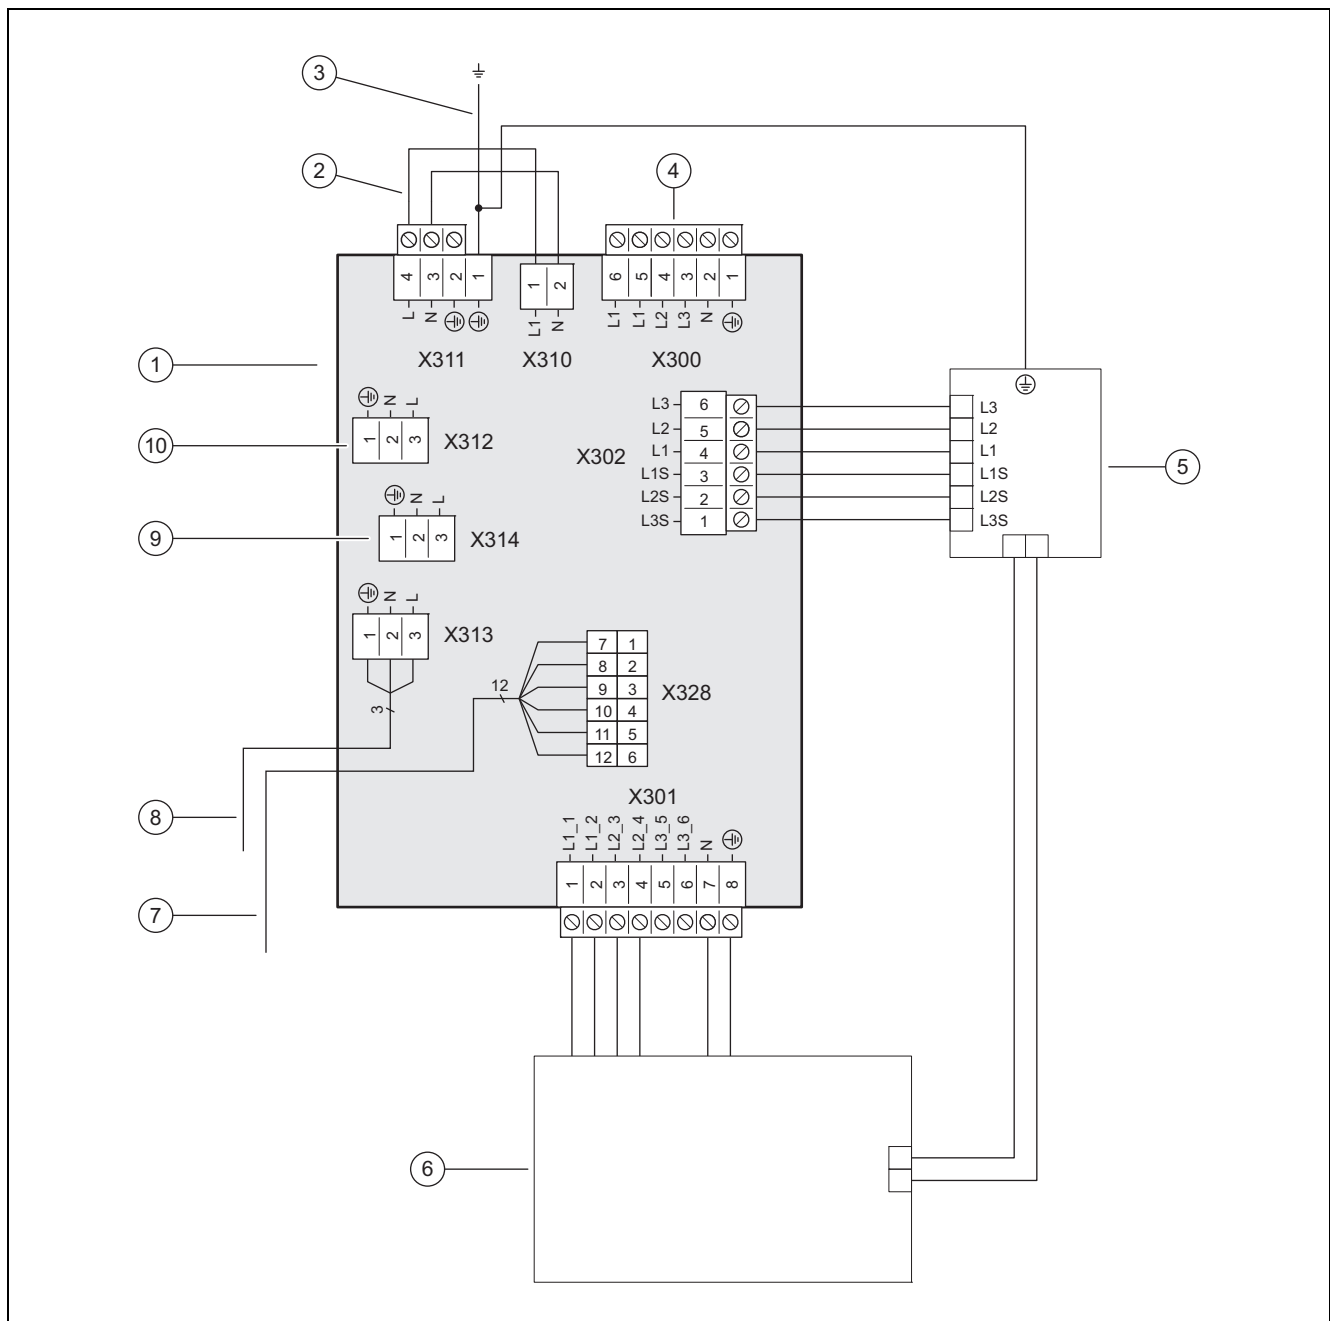 3
2
4
4 3 2 1
1 2
6 5 4 3 2 1
L N
L1 N
L1 L1 L2 L3 N
X311 X310 X300
1
N L
1 2 3
X312
10
L3 6
L2 5
L1 4
L1S 3
L2S 2
L3S 1
X302
L3
L2
L1
L1S
L2S
L3S
5
N L
1 2 3
X314
9
N L
1 2 3
X313
3
12
7 1
8 2
9 3
10 4
11 5
12 6
X328
8
7
X301
L1_1 L1_2 L2_3 L2_4 L3_5 L3_6 N
1 2 3 4 5 6 7 8
6